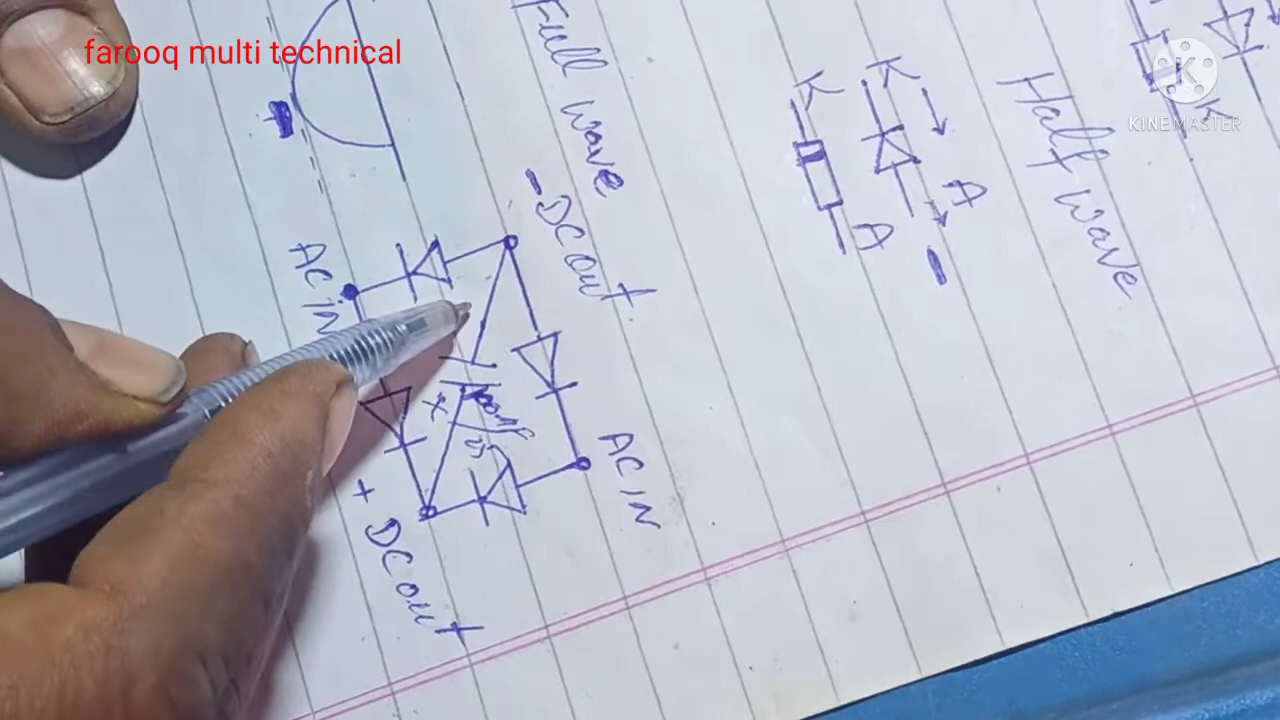 farooq multi technical
KINEMASTER
K
Half wave
K
A
K
A
K
Full wave
-DC out
AC IN
AC IN
+
+ DC out